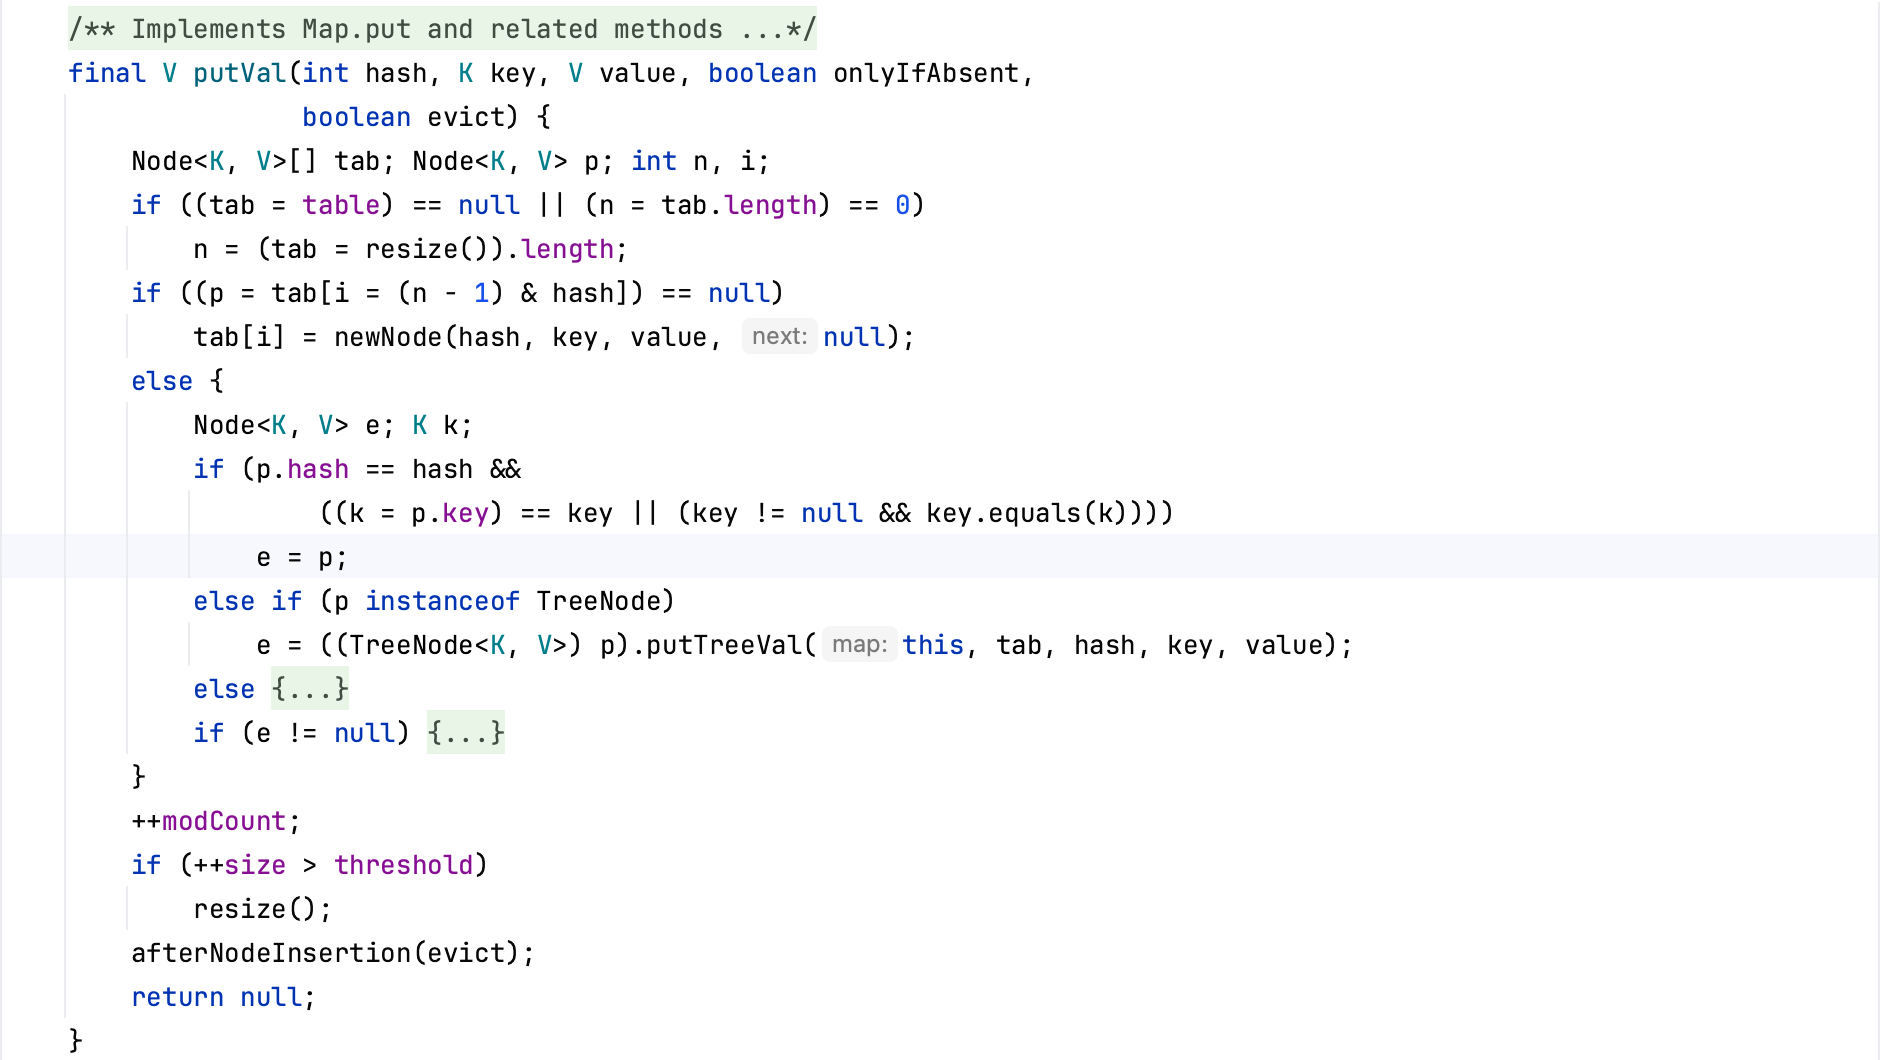 /** Implements Map.put and related methods ...*/
final V putVal(int hash, K key, V value, boolean onlyIfAbsent,
               boolean evict) {
    Node<K, V>[] tab; Node<K, V> p; int n, i;
    if ((tab = table) == null || (n = tab.length) == 0)
        n = (tab = resize()).length;
    if ((p = tab[i = (n - 1) & hash]) == null)
        tab[i] = newNode(hash, key, value, next: null);
    else {
        Node<K, V> e; K k;
        if (p.hash == hash &&
                ((k = p.key) == key || (key != null && key.equals(k))))
            e = p;
        else if (p instanceof TreeNode)
            e = ((TreeNode<K, V>) p).putTreeVal( map: this, tab, hash, key, value);
        else {...}
        if (e != null) {...}
    }
    ++modCount;
    if (++size > threshold)
        resize();
    afterNodeInsertion(evict);
    return null;
}